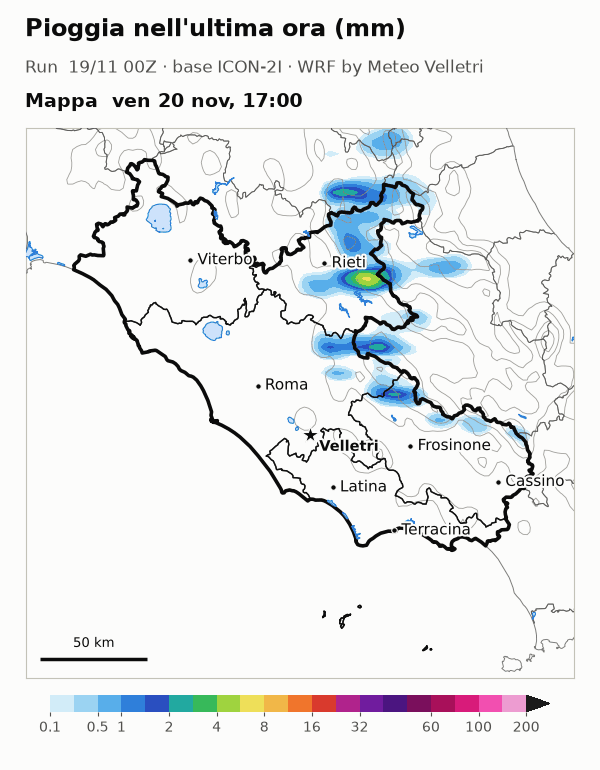 Pioggia nell'ultima ora (mm)
Run  19/11 00Z · base ICON-2I · WRF by Meteo Velletri
Mappa  ven 20 nov, 17:00
Viterbo
Rieti
Roma
Velletri
Frosinone
Latina
Cassino
Terracina
50 km
0.1 0.5 1 2 4 8 16 32 60 100 200